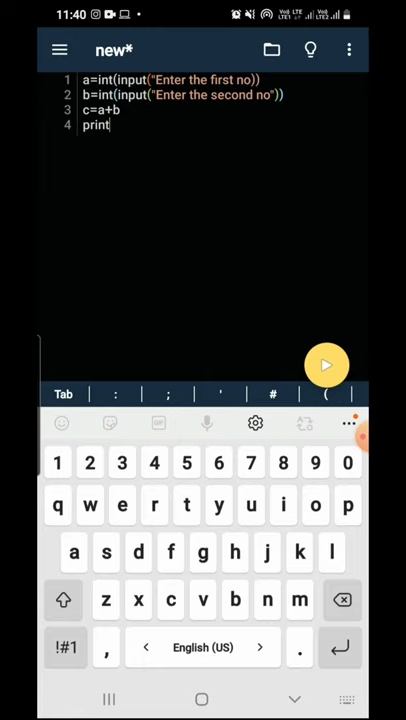 11:40
new*
1 a=int(input("Enter the first no))
2 b=int(input("Enter the second no"))
3 c=a+b
4 print
Tab : ; ' # (
GIF
1 2 3 4 5 6 7 8 9 0
q w e r t y u i o p
a s d f g h j k l
z x c v b n m
!#1 , < English (US) > .